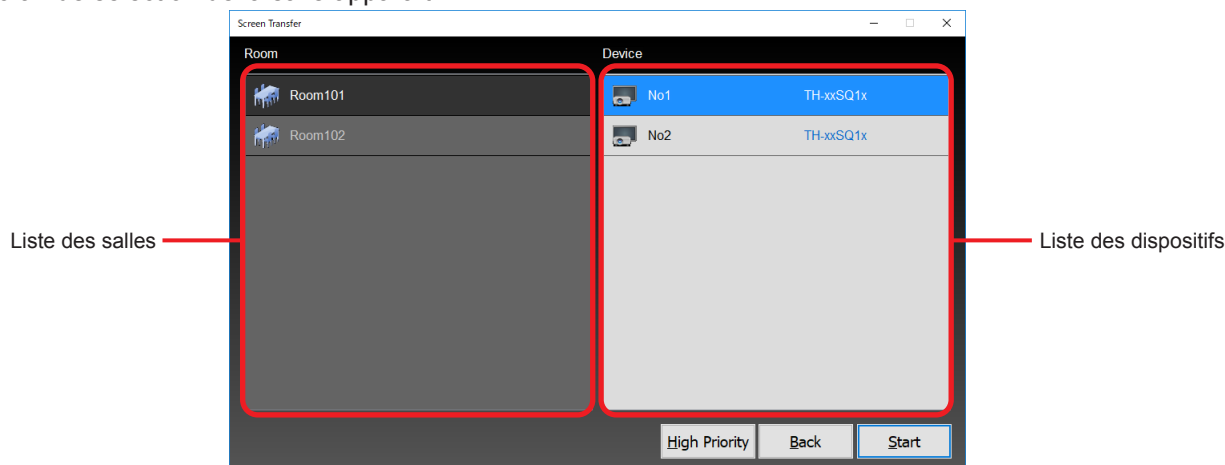 Screen Transfer
Room Device
Room101 No1 TH-xxSQ1x
Room102 No2 TH-xxSQ1x
Liste des salles Liste des dispositifs
High Priority Back Start